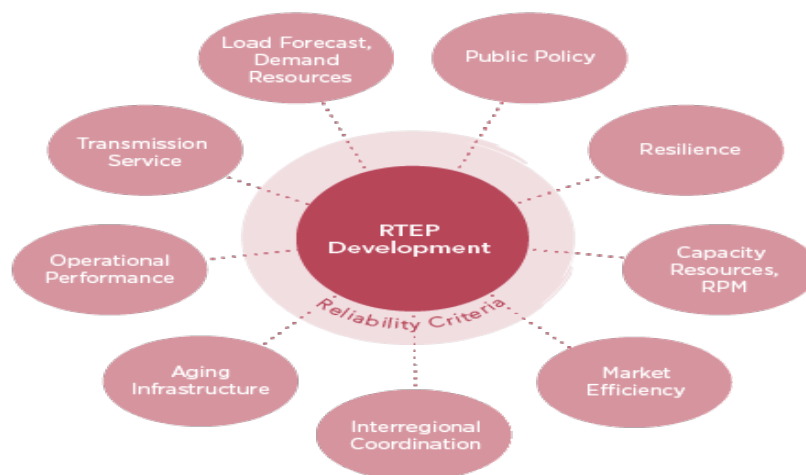 Load Forecast,
Demand
Resources
Public Policy
Transmission
Service
Resilience
RTEP
Development
Operational
Performance
Capacity
Resources,
RPM
Reliability Criteria
Aging
Infrastructure
Market
Efficiency
Interregional
Coordination